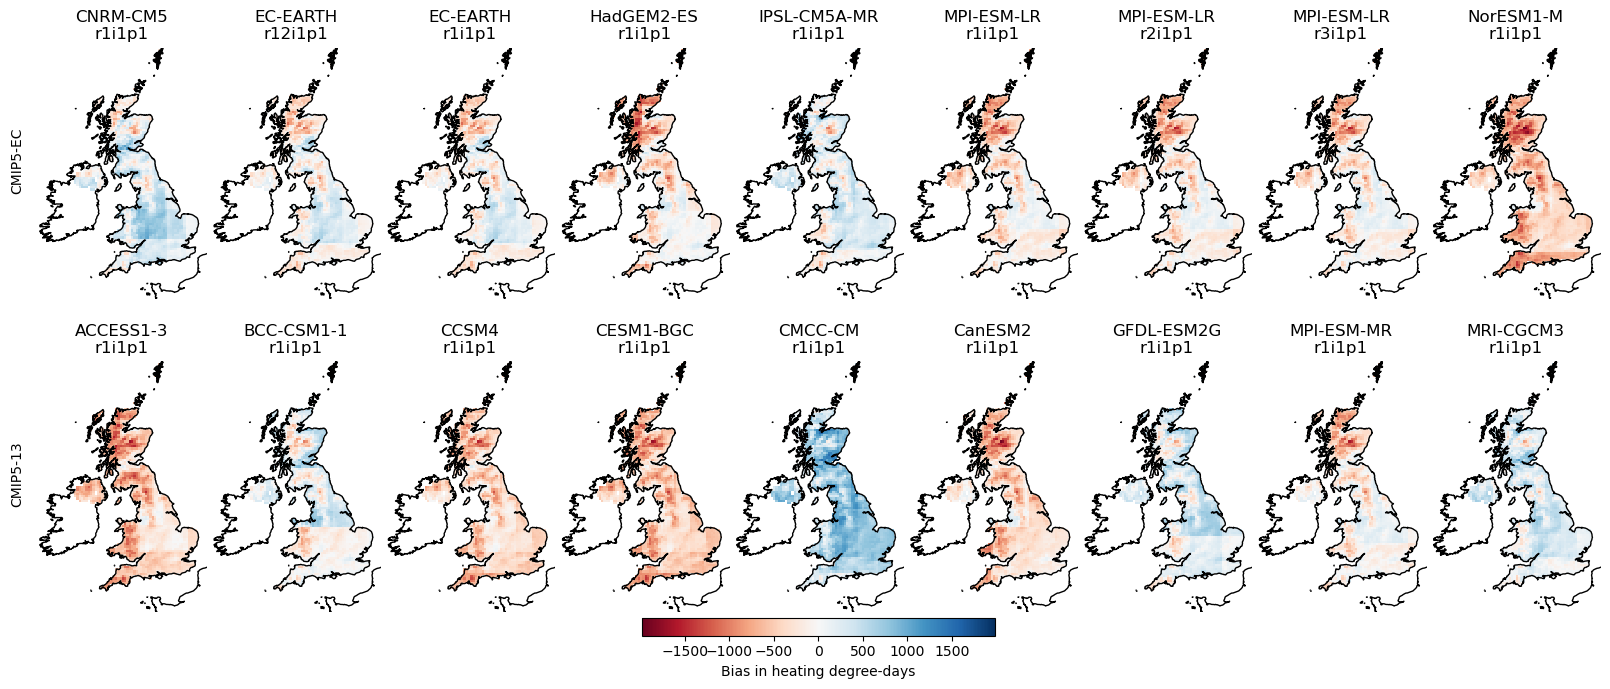 CNRM-CM5
r1i1p1
EC-EARTH
r12i1p1
EC-EARTH
r1i1p1
HadGEM2-ES
r1i1p1
IPSL-CM5A-MR
r1i1p1
MPI-ESM-LR
r1i1p1
MPI-ESM-LR
r2i1p1
MPI-ESM-LR
r3i1p1
NorESM1-M
r1i1p1
CMIP5-EC
ACCESS1-3
r1i1p1
BCC-CSM1-1
r1i1p1
CCSM4
r1i1p1
CESM1-BGC
r1i1p1
CMCC-CM
r1i1p1
CanESM2
r1i1p1
GFDL-ESM2G
r1i1p1
MPI-ESM-MR
r1i1p1
MRI-CGCM3
r1i1p1
CMIP5-13
−1500 −1000 −500 0 500 1000 1500
Bias in heating degree-days